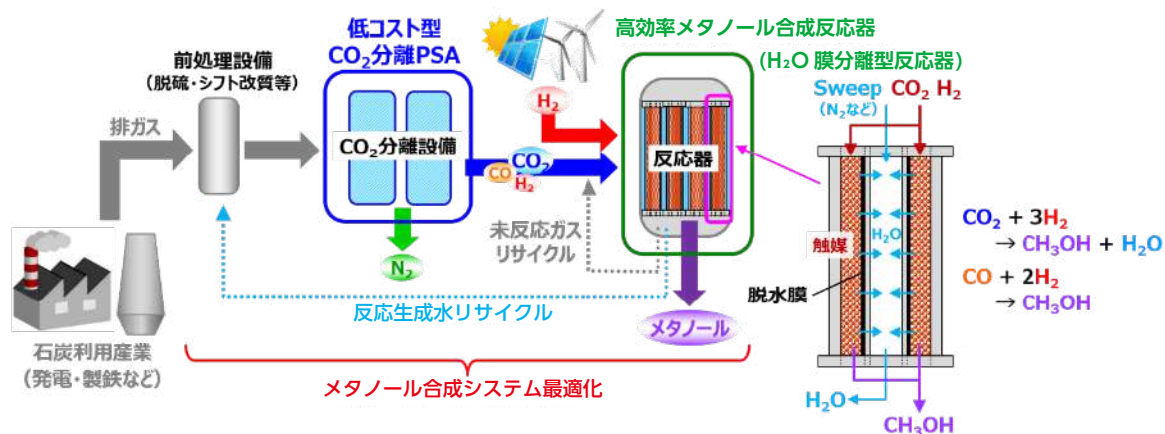 低コスト型
CO₂分離PSA
高効率メタノール合成反応器
(H₂O 膜分離型反応器)
前処理設備
(脱硫・シフト改質等)
排ガス
CO₂分離設備
H₂
CO₂
CO
H₂
反応器
N₂
未反応ガス
リサイクル
反応生成水リサイクル
メタノール
石炭利用産業
(発電・製鉄など)
メタノール合成システム最適化
Sweep
(N₂など)
CO₂ H₂
H₂O
触媒
脱水膜
H₂O
CH₃OH
CO₂ + 3H₂
→ CH₃OH + H₂O
CO + 2H₂
→ CH₃OH